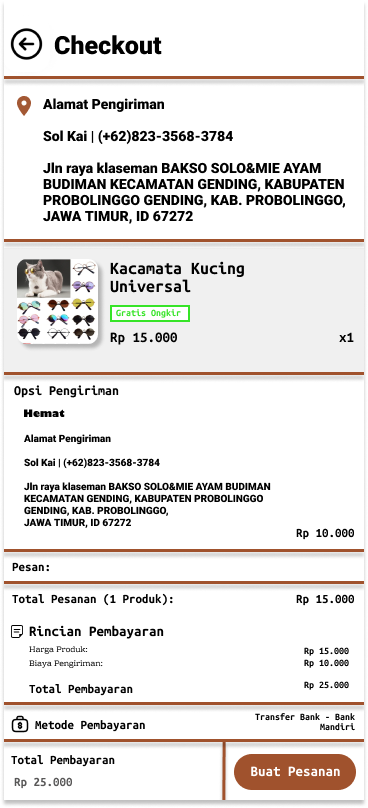 Checkout
Alamat Pengiriman
Sol Kai | (+62)823-3568-3784
Jln raya klaseman BAKSO SOLO&MIE AYAM
BUDIMAN KECAMATAN GENDING, KABUPATEN
PROBOLINGGO GENDING, KAB. PROBOLINGGO,
JAWA TIMUR, ID 67272
Kacamata Kucing
Universal
Gratis Ongkir
Rp 15.000 x1
Opsi Pengiriman
Hemat
Alamat Pengiriman
Sol Kai | (+62)823-3568-3784
Jln raya klaseman BAKSO SOLO&MIE AYAM BUDIMAN
KECAMATAN GENDING, KABUPATEN PROBOLINGGO
GENDING, KAB. PROBOLINGGO,
JAWA TIMUR, ID 67272
Rp 10.000
Pesan:
Total Pesanan (1 Produk): Rp 15.000
Rincian Pembayaran
Harga Produk: Rp 15.000
Biaya Pengiriman: Rp 10.000
Total Pembayaran Rp 25.000
Metode Pembayaran Transfer Bank - Bank
Mandiri
Total Pembayaran
Rp 25.000
Buat Pesanan